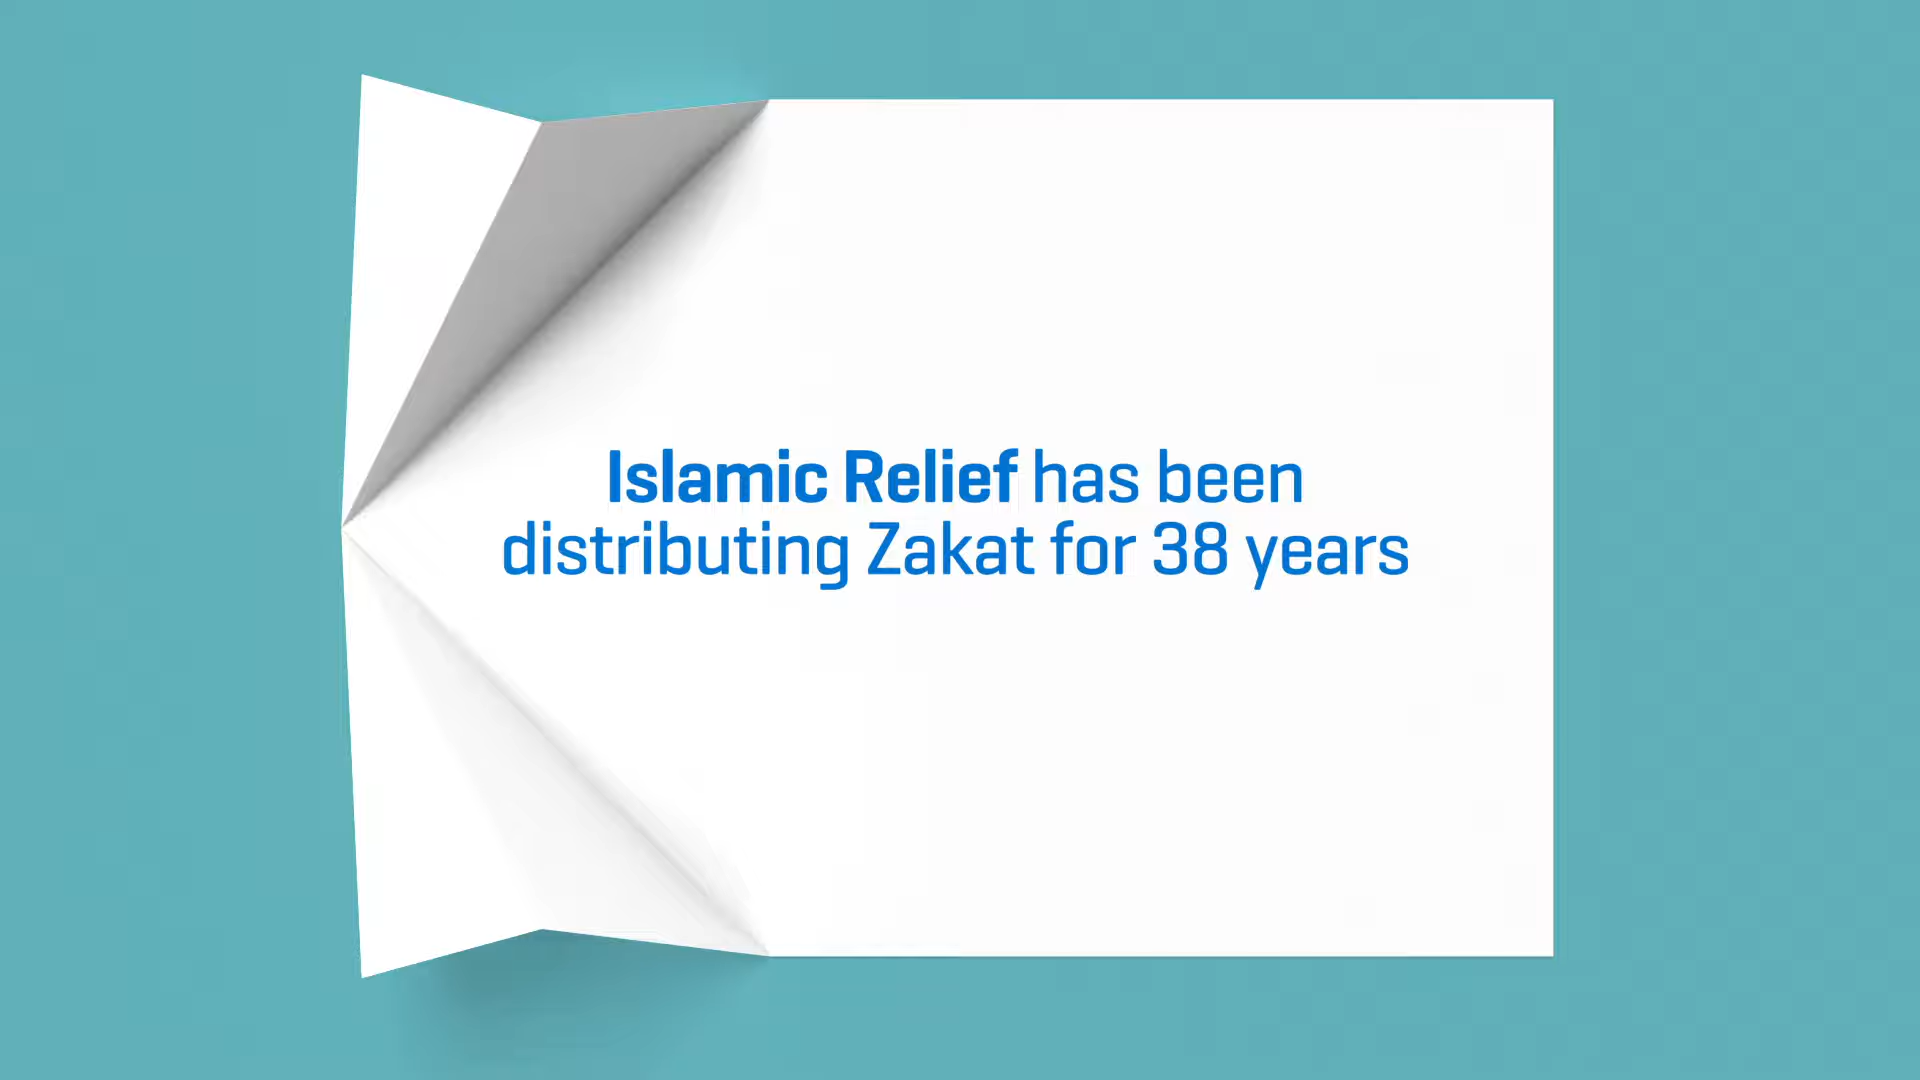 Islamic Relief has been
distributing Zakat for 38 years